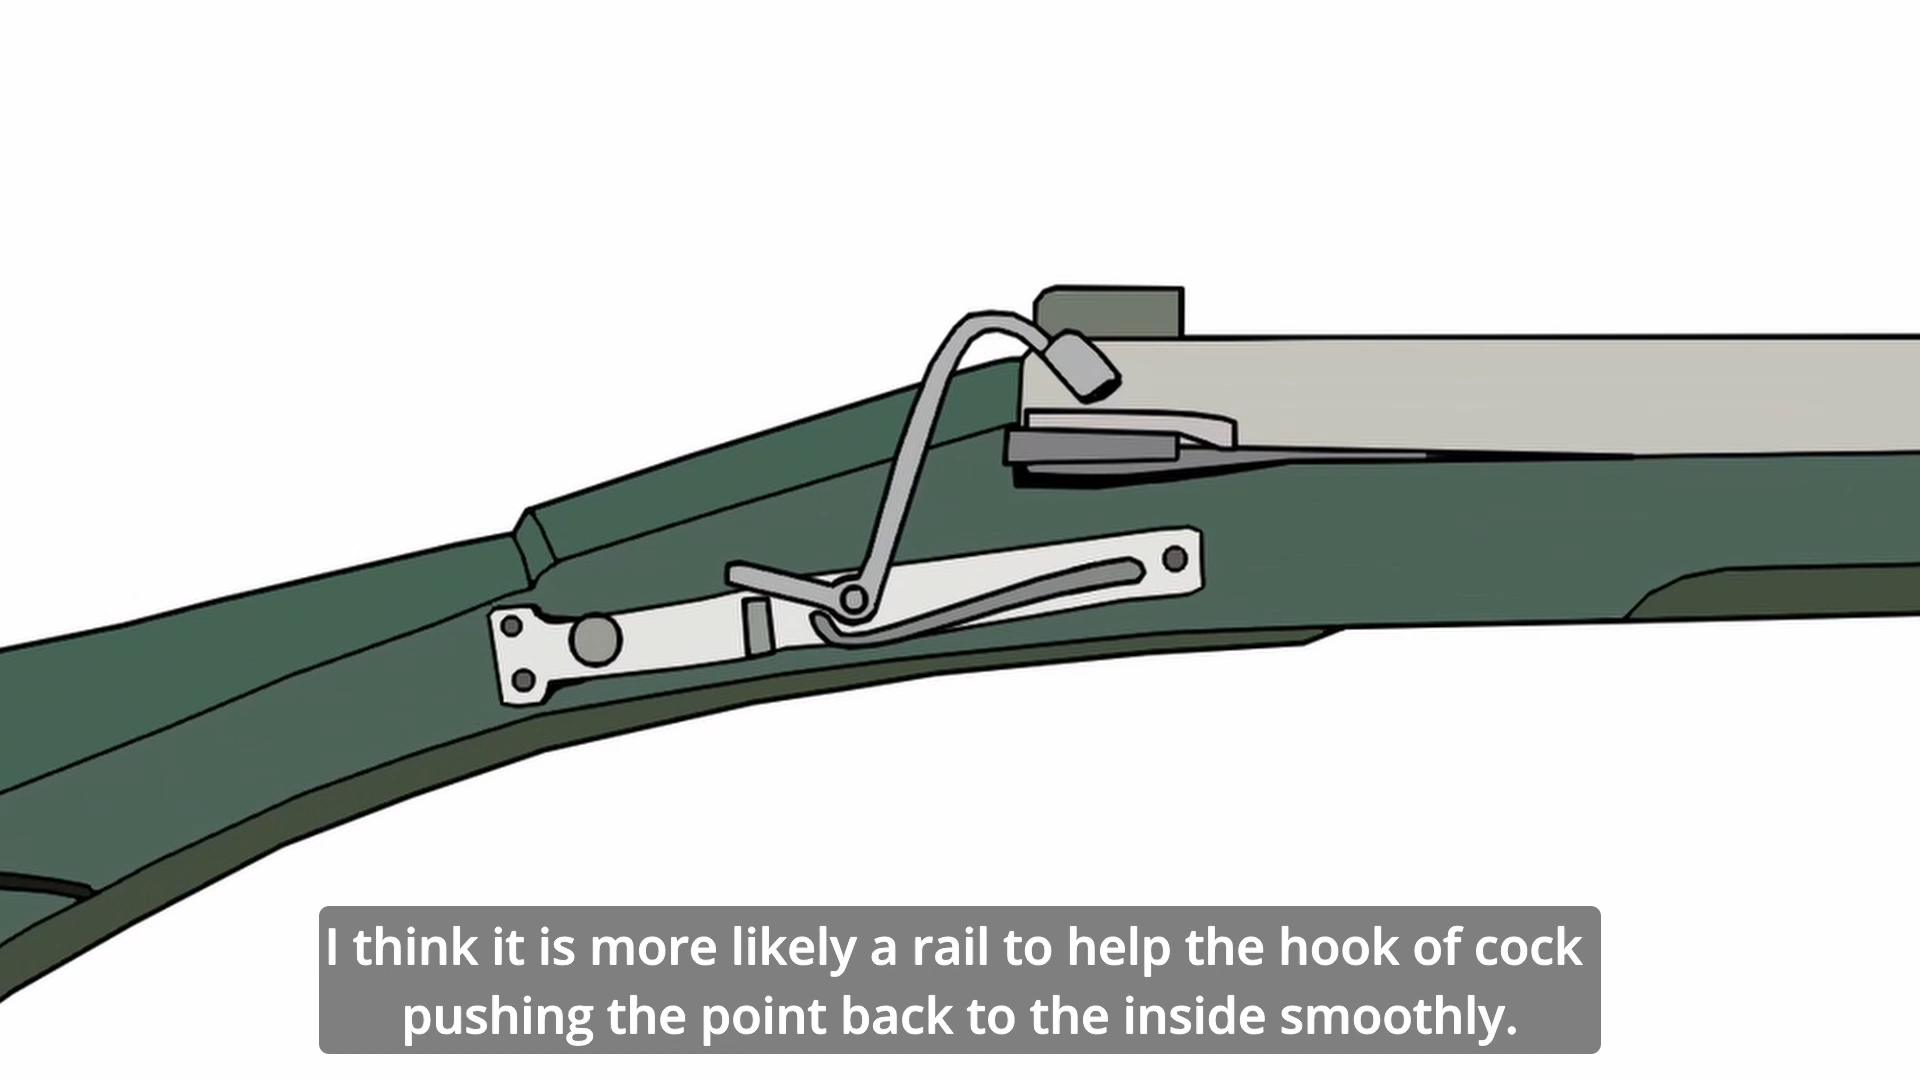 I think it is more likely a rail to help the hook of cock
pushing the point back to the inside smoothly.